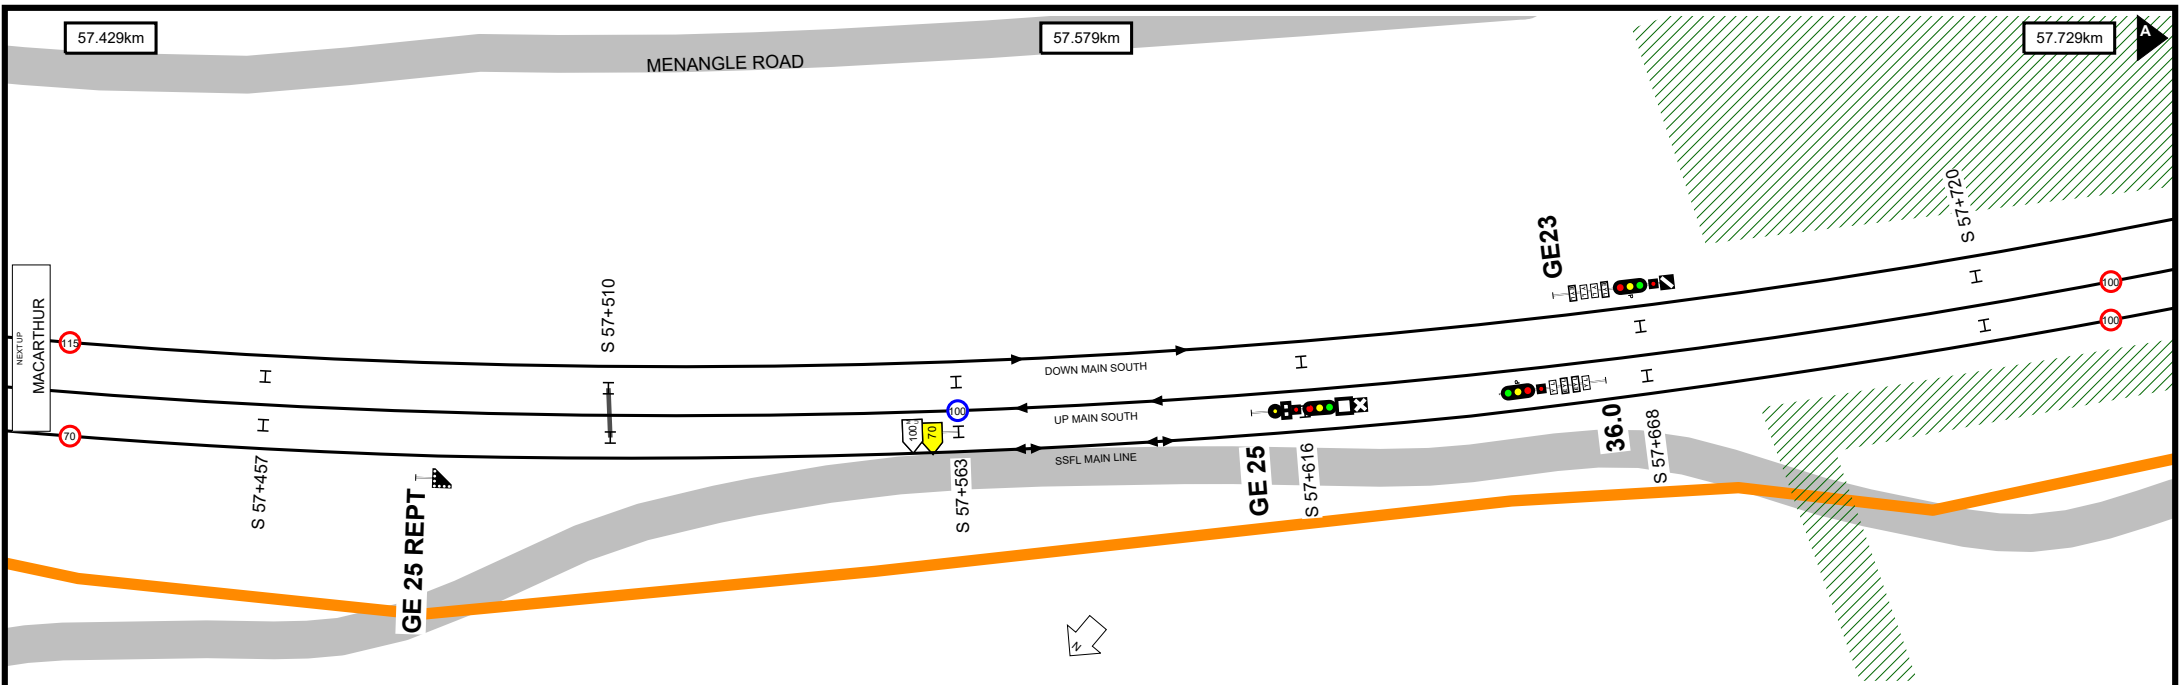 57.429km
57.579km
57.729km
A
MENANGLE ROAD
S 57+720
GE23
NEXT UP
MACARTHUR
S 57+510
115
100
100
DOWN MAIN SOUTH
UP MAIN SOUTH
100
100
70
70
SSFL MAIN LINE
36.0
S 57+668
GE 25
S 57+616
S 57+457
S 57+563
GE 25 REPT
N